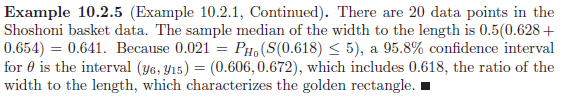 Example 10.2.5 (Example 10.2.1, Continued). There are 20 data points in the
Shoshoni basket data. The sample median of the width to the length is 0.5(0.628 +
0.654) = 0.641. Because 0.021 = P_{H_0}(S(0.618) ≤ 5), a 95.8% confidence interval
for θ is the interval (y_6, y_{15}) = (0.606, 0.672), which includes 0.618, the ratio of the
width to the length, which characterizes the golden rectangle. ■